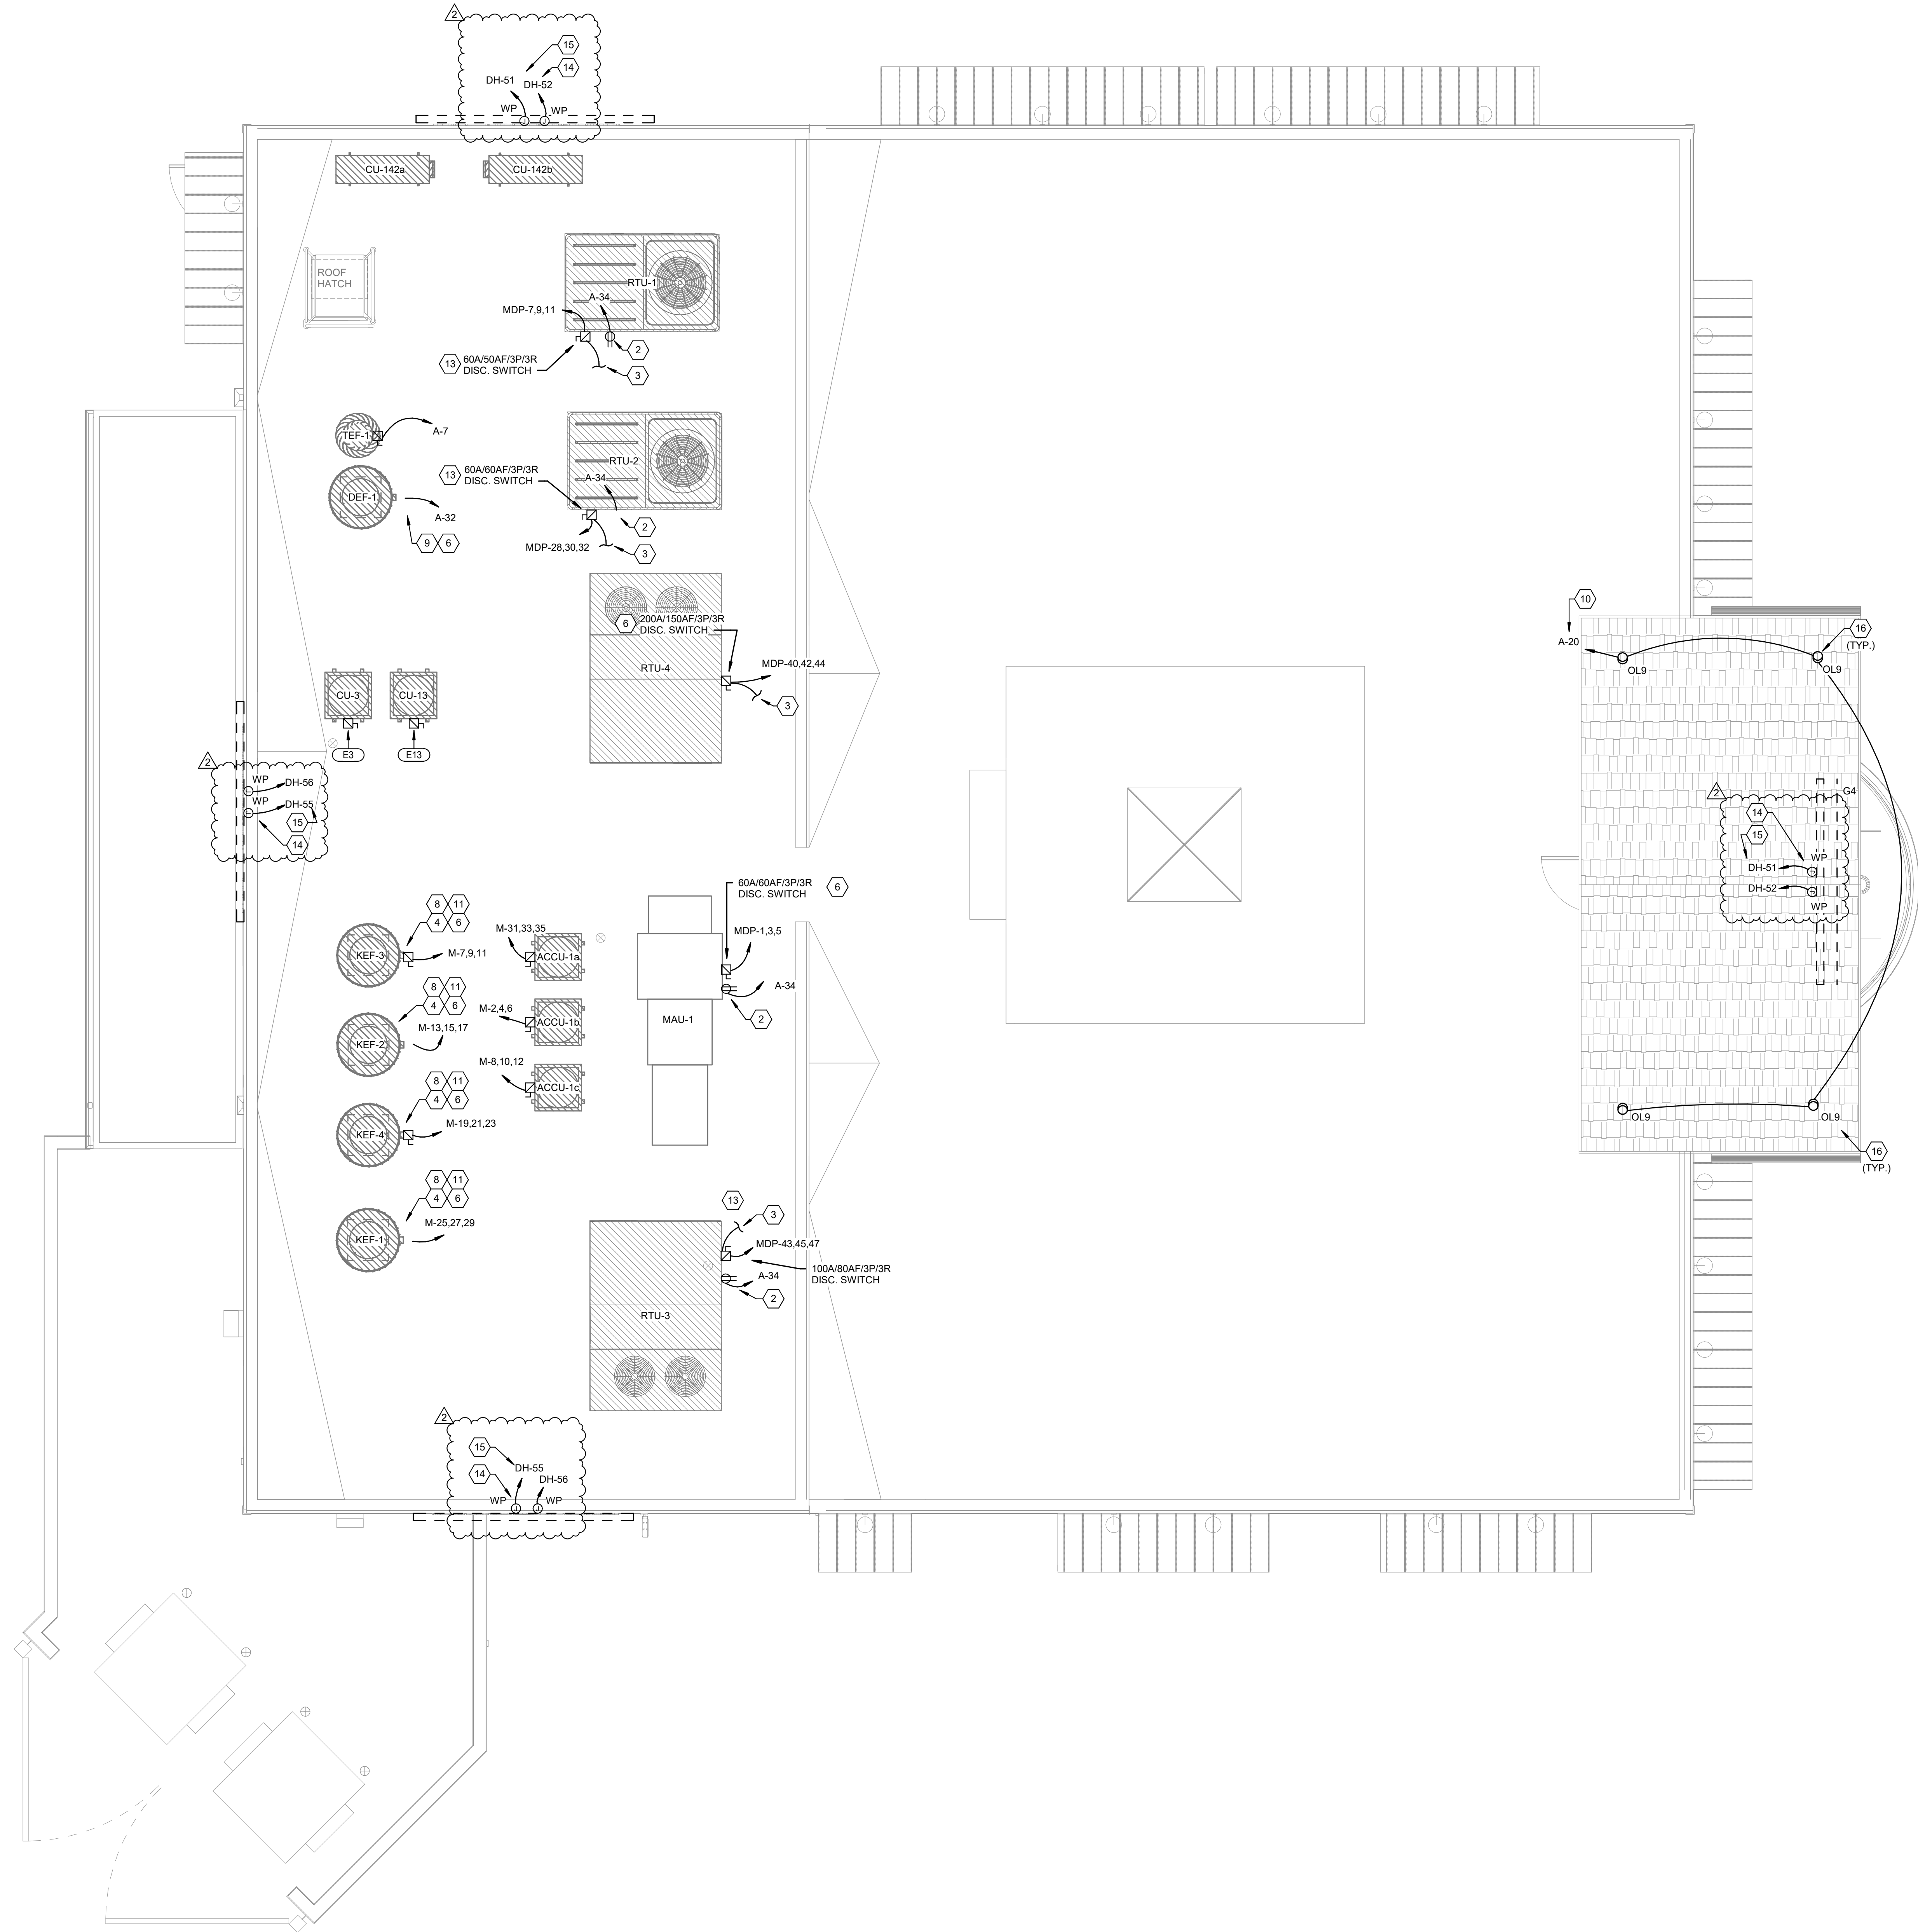 2
15
14
DH-51
DH-52
WP
WP
J
J
CU-142a
CU-142b
ROOF
HATCH
RTU-1
A-34
MDP-7,9,11
2
13
60A/50AF/3P/3R
DISC. SWITCH
3
TEF-1
A-7
RTU-2
13
60A/60AF/3P/3R
DISC. SWITCH
A-34
DEF-1
A-32
9
6
2
MDP-28,30,32
3
10
A-20
16
(TYP.)
OL9
OL9
6
200A/150AF/3P/3R
DISC. SWITCH
RTU-4
MDP-40,42,44
3
CU-3
CU-13
E3
E13
2
WP
DH-56
WP
DH-55
15
14
J
J
2
G4
14
15
WP
DH-51
DH-52
WP
J
J
60A/60AF/3P/3R
DISC. SWITCH
6
8
11
4
6
KEF-3
M-7,9,11
M-31,33,35
ACCU-1a
MDP-1,3,5
A-34
2
8
11
4
6
M-13,15,17
KEF-2
M-2,4,6
ACCU-1b
MAU-1
M-8,10,12
ACCU-1c
8
11
4
6
M-19,21,23
KEF-4
OL9
OL9
16
(TYP.)
8
11
4
6
M-25,27,29
KEF-1
13
3
MDP-43,45,47
100A/80AF/3P/3R
DISC. SWITCH
A-34
2
RTU-3
2
15
14
DH-55
DH-56
WP
WP
J
J